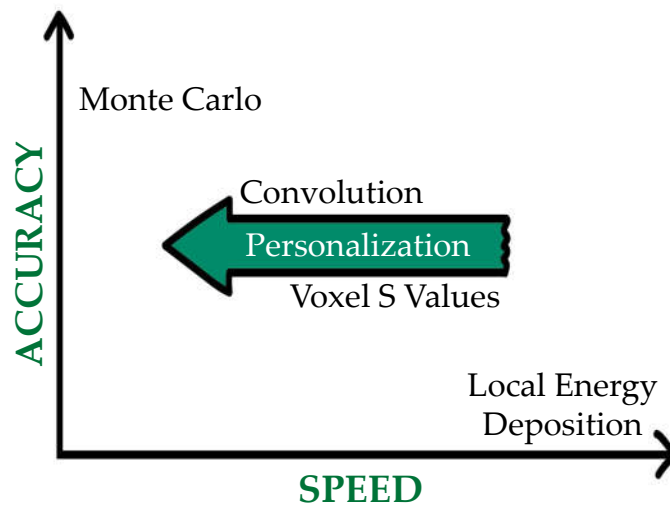 Monte Carlo
ACCURACY
Convolution
Personalization
Voxel S Values
Local Energy
Deposition
SPEED